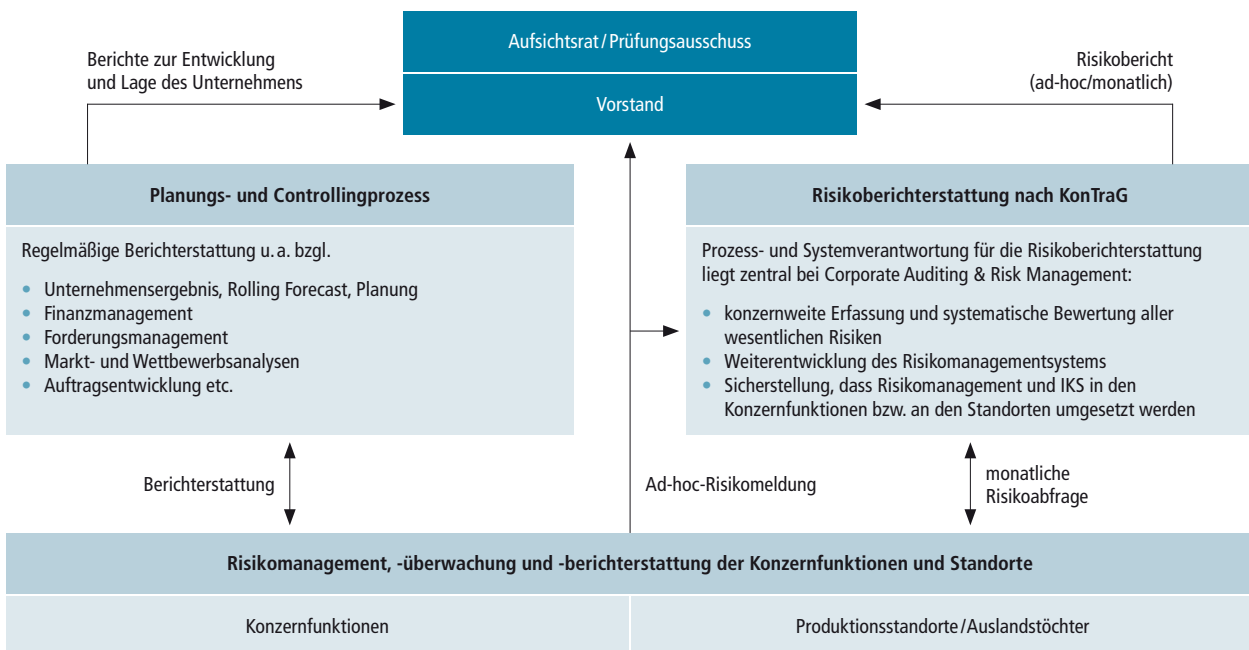 Aufsichtsrat/Prüfungsausschuss
Vorstand
Berichte zur Entwicklung
und Lage des Unternehmens
Risikobericht
(ad-hoc/monatlich)
Planungs- und Controllingprozess
Regelmäßige Berichterstattung u. a. bzgl.
• Unternehmensergebnis, Rolling Forecast, Planung
• Finanzmanagement
• Forderungsmanagement
• Markt- und Wettbewerbsanalysen
• Auftragsentwicklung etc.
Risikoberichterstattung nach KonTraG
Prozess- und Systemverantwortung für die Risikoberichterstattung
liegt zentral bei Corporate Auditing & Risk Management:
• konzernweite Erfassung und systematische Bewertung aller
wesentlichen Risiken
• Weiterentwicklung des Risikomanagementsystems
• Sicherstellung, dass Risikomanagement und IKS in den
Konzernfunktionen bzw. an den Standorten umgesetzt werden
Berichterstattung
Ad-hoc-Risikomeldung
monatliche
Risikoabfrage
Risikomanagement, -überwachung und -berichterstattung der Konzernfunktionen und Standorte
Konzernfunktionen
Produktionsstandorte/Auslandstöchter